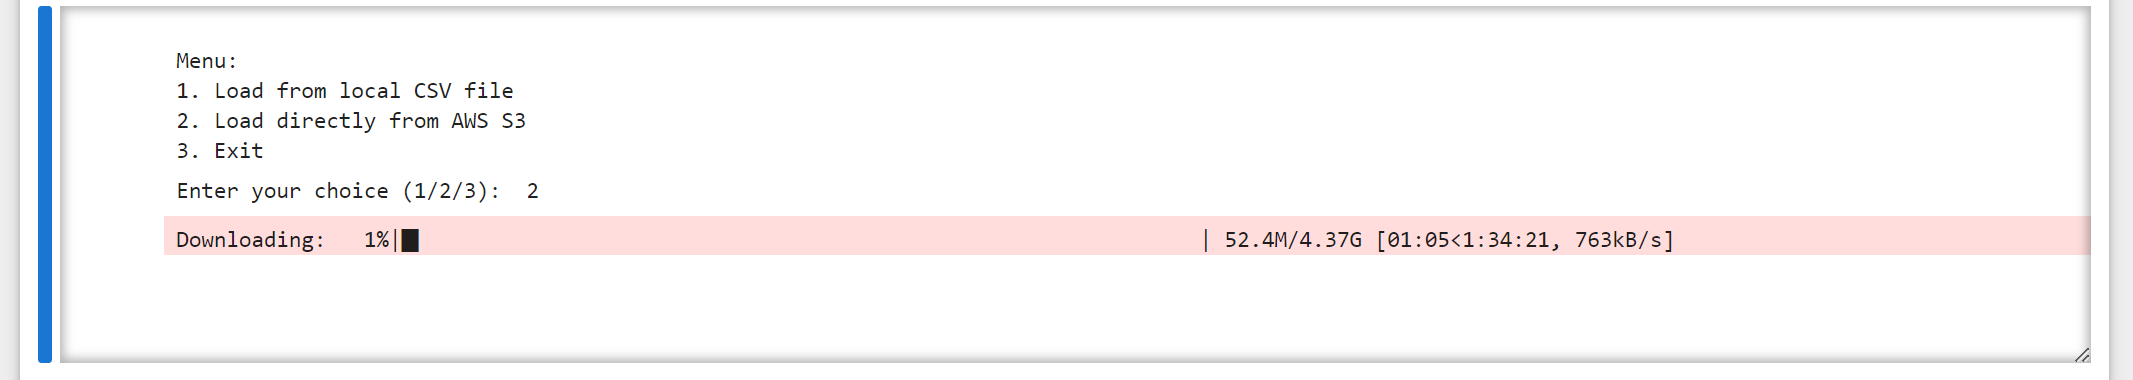 Menu:
1. Load from local CSV file
2. Load directly from AWS S3
3. Exit
Enter your choice (1/2/3):  2
Downloading:   1%|█                                                               | 52.4M/4.37G [01:05<1:34:21, 763kB/s]